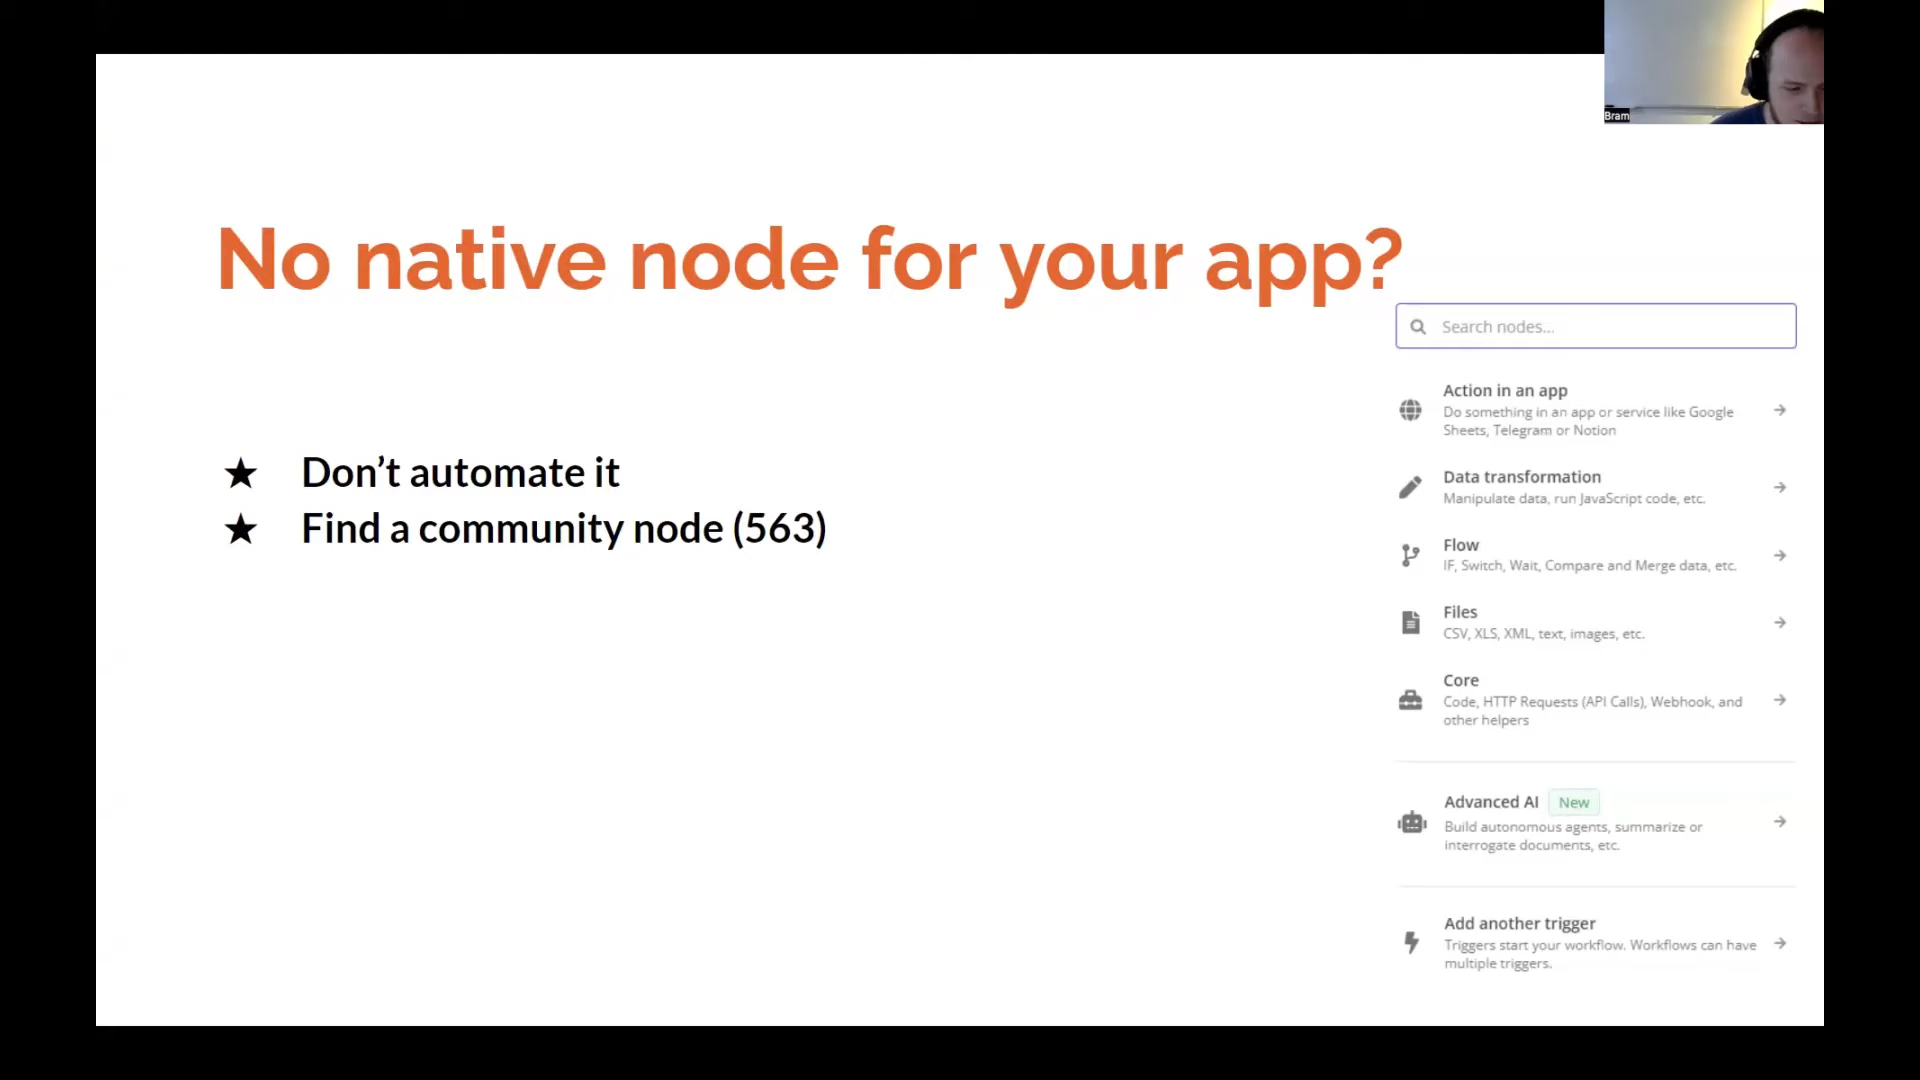 Bram
No native node for your app?
★ Don’t automate it
★ Find a community node (563)
Search nodes...
Action in an app
Do something in an app or service like Google
Sheets, Telegram or Notion
Data transformation
Manipulate data, run JavaScript code, etc.
Flow
IF, Switch, Wait, Compare and Merge data, etc.
Files
CSV, XLS, XML, text, images, etc.
Core
Code, HTTP Requests (API Calls), Webhook, and
other helpers
Advanced AI New
Build autonomous agents, summarize or
interrogate documents, etc.
Add another trigger
Triggers start your workflow. Workflows can have
multiple triggers.